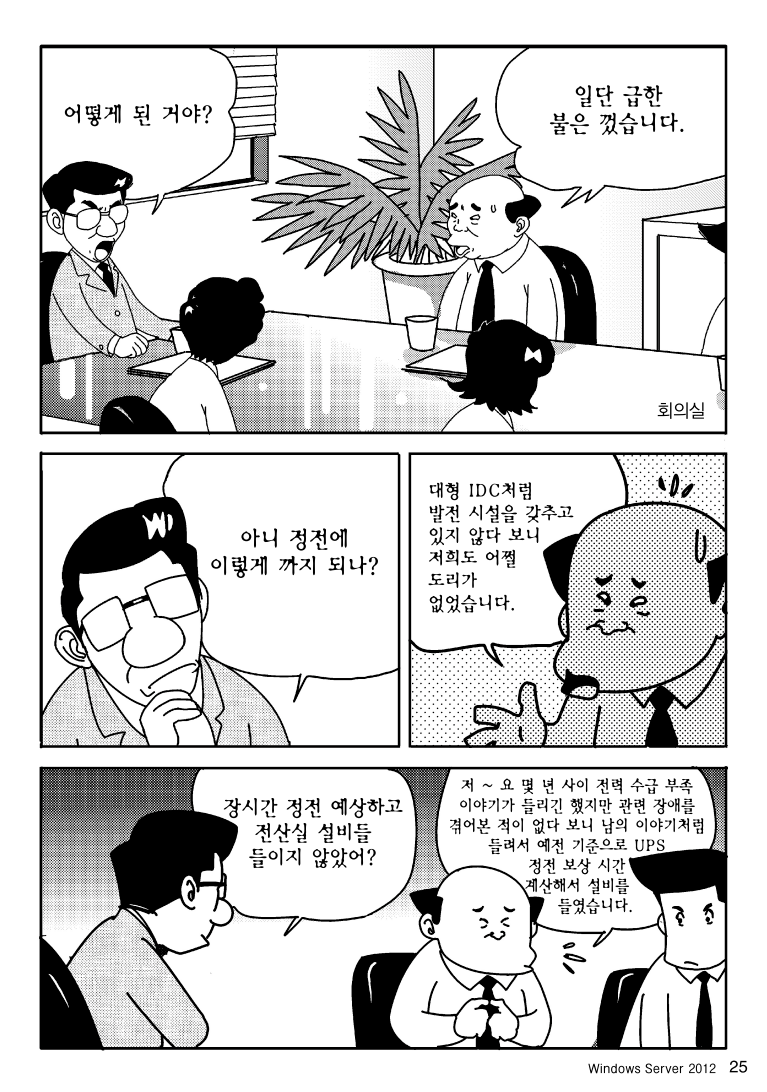 어떻게 된 거야?
일단 급한
불은 껐습니다.
회의실
아니 정전에
이렇게 까지 되나?
대형 IDC처럼
발전 시설을 갖추고
있지 않다 보니
저희도 어쩔
도리가
없었습니다.
장시간 정전 예상하고
전산실 설비들
들이지 않았어?
저 ~ 요 몇 년 사이 전력 수급 부족
이야기가 들리긴 했지만 관련 장애를
겪어본 적이 없다 보니 남의 이야기처럼
들려서 예전 기준으로 UPS
정전 보상 시간
계산해서 설비를
들였습니다.
Windows Server 2012 25